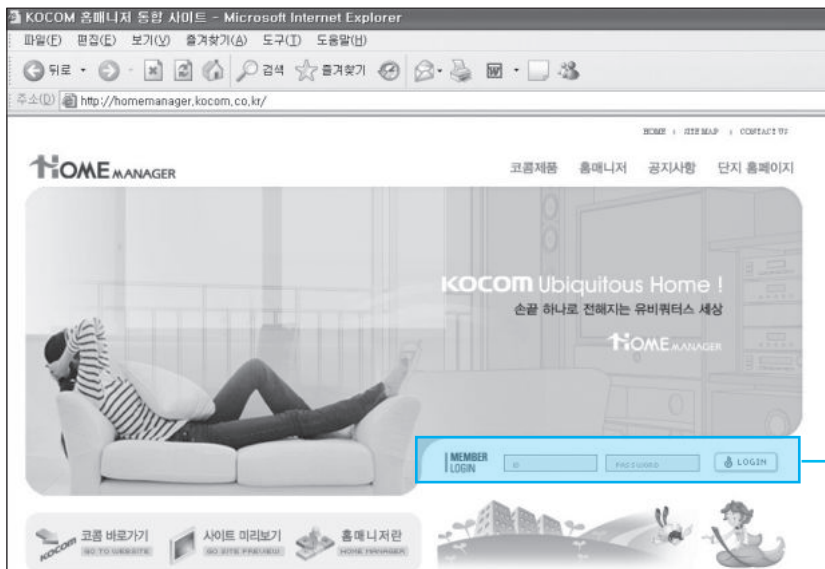 KOCOM 홈매니저 통합 사이트 - Microsoft Internet Explorer
파일(F) 편집(E) 보기(V) 즐겨찾기(A) 도구(T) 도움말(H)
뒤로 검색 즐겨찾기
주소(D) http://homemanager.kocom.co.kr/
HOME | SITE MAP | CONTACT US
HOME MANAGER
코콤제품 홈매니저 공지사항 단지 홈페이지
KOCOM Ubiquitous Home !
손끝 하나로 전해지는 유비쿼터스 세상
HOME MANAGER
MEMBER LOGIN ID PASSWORD LOGIN
코콤 바로가기 사이트 미리보기 홈매니저란
KOCOM GO TO WEBSITE GO SITE PREVIEW HOME MANAGER